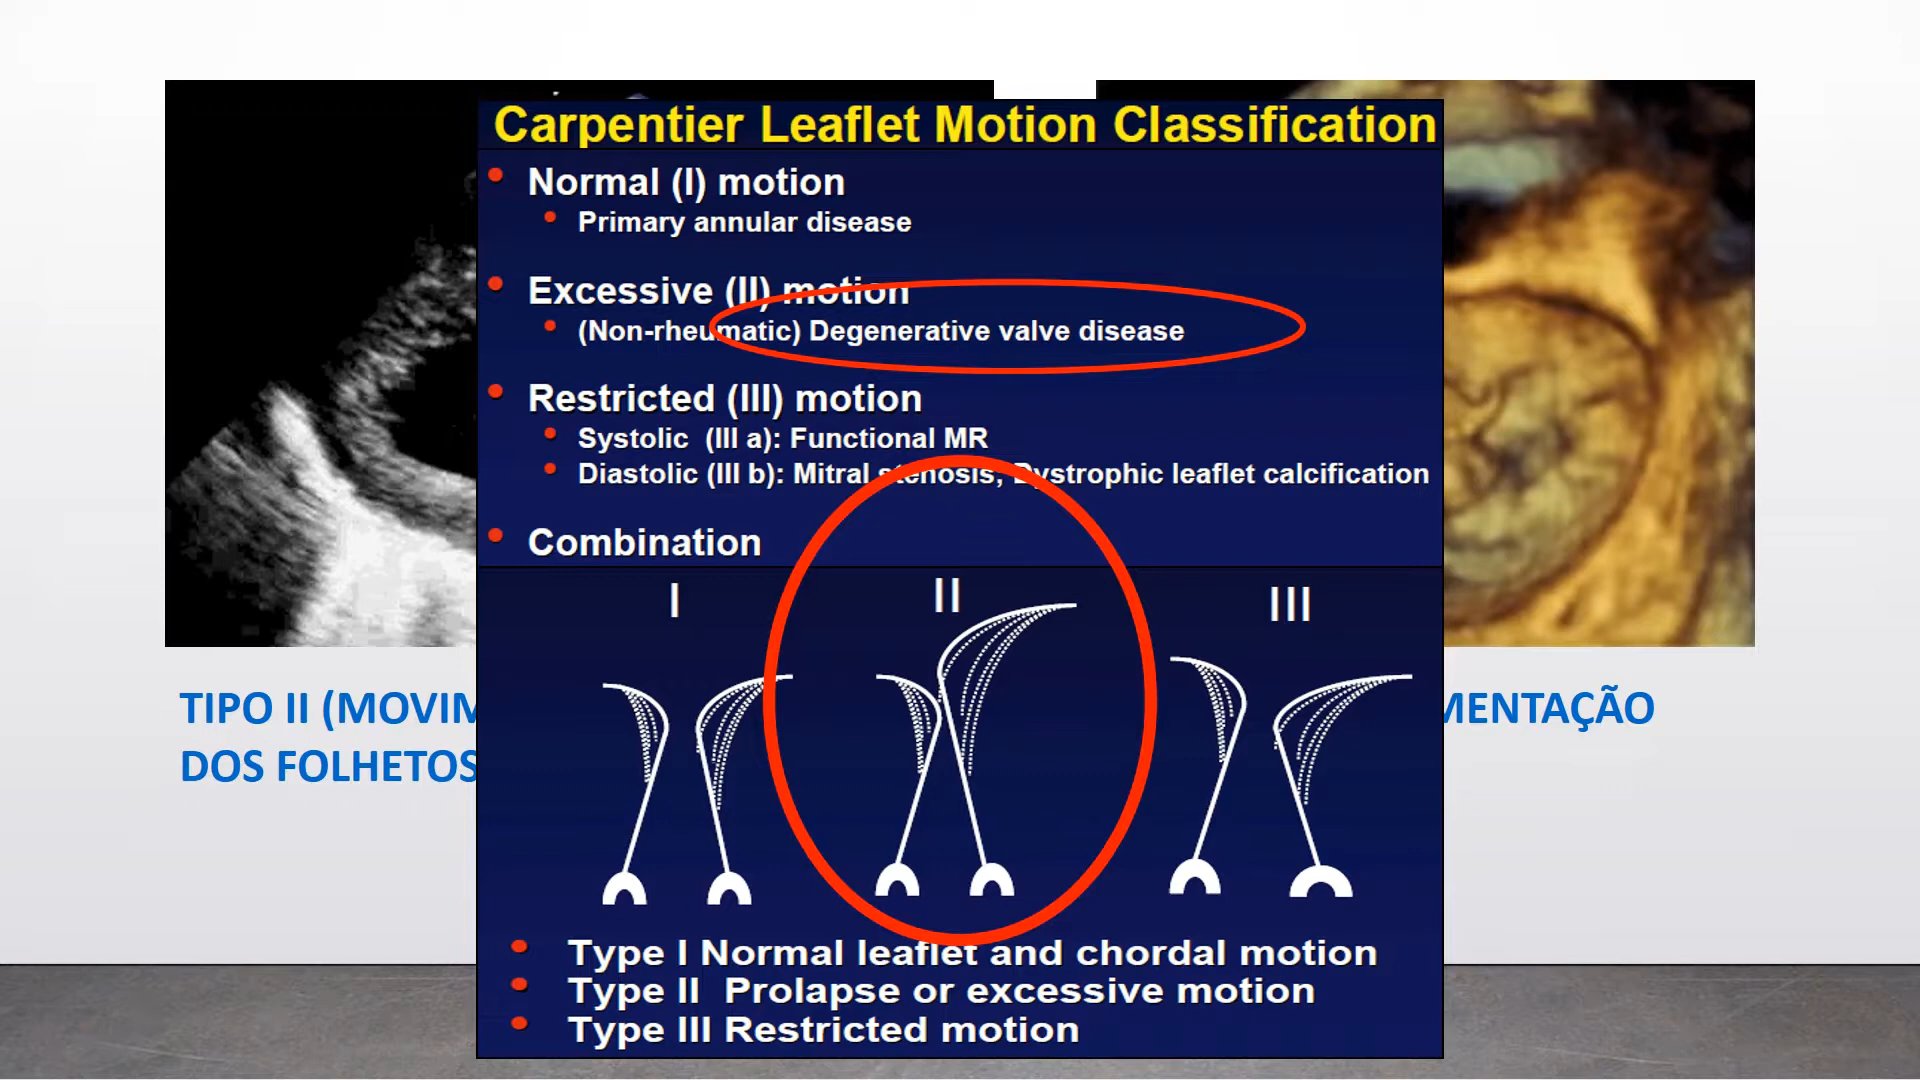 Carpentier Leaflet Motion Classification
Normal (I) motion
Primary annular disease
Excessive (II) motion
(Non-rheumatic) Degenerative valve disease
Restricted (III) motion
Systolic (III a): Functional MR
Diastolic (III b): Mitral stenosis, Dystrophic leaflet calcification
Combination
I II III
TIPO II (MOVIM
DOS FOLHETOS
MENTAÇÃO
Type I Normal leaflet and chordal motion
Type II Prolapse or excessive motion
Type III Restricted motion